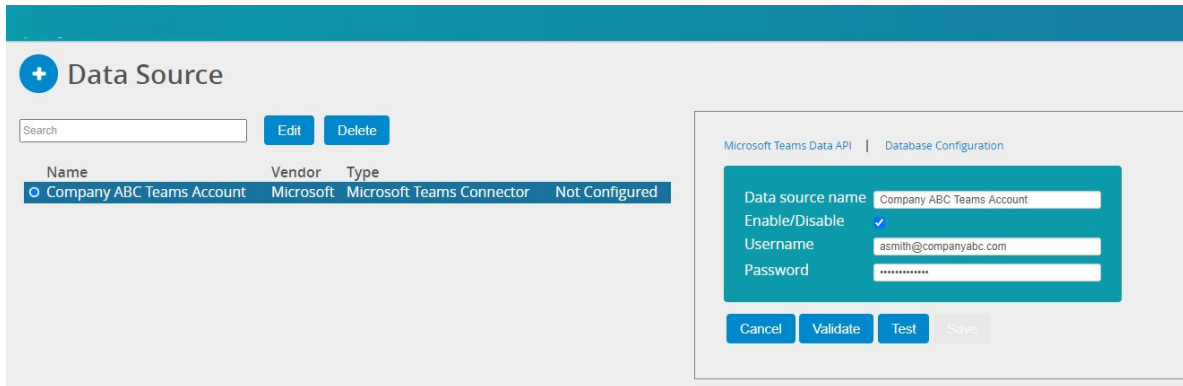 + Data Source
Search
Edit
Delete
Name Vendor Type
Company ABC Teams Account Microsoft Microsoft Teams Connector Not Configured
Microsoft Teams Data API | Database Configuration
Data source name Company ABC Teams Account
Enable/Disable
Username asmith@companyabc.com
Password •••••••••••••
Cancel
Validate
Test
Save